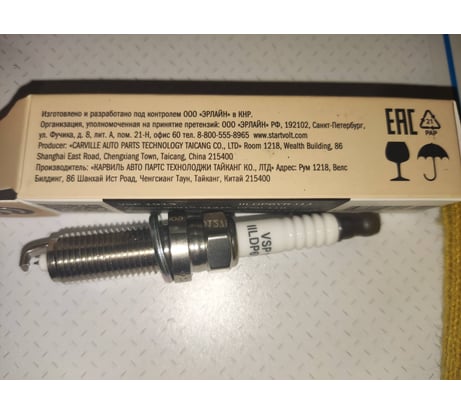 Изготовлено и разработано под контролем ООО «ЭРЛАЙН» в КНР.
Организация, уполномоченная на принятие претензий: ООО «ЭРЛАЙН» РФ, 192102, Санкт-Петербург,
ул. Фучика, д. 8, лит. А, пом. 21-Н, офис 60 тел. 8-800-555-8965 www.startvolt.com
Producer: «CARVILLE AUTO PARTS TECHNOLOGY TAICANG CO., LTD» Room 1218, Wealth Building, 86
Shanghai East Road, Chengxiang Town, Taicang, China 215400
Производитель: «КАРВИЛЬ АВТО ПАРТС ТЕХНОЛОДЖИ ТАЙКАНГ КО., ЛТД» Адрес: Рум 1218, Велс
Билдинг, 86 Шанхай Ист Роад, Ченгсианг Таун, Тайканг, Китай 215400
EAC
21
PAP
VSP
IILDP